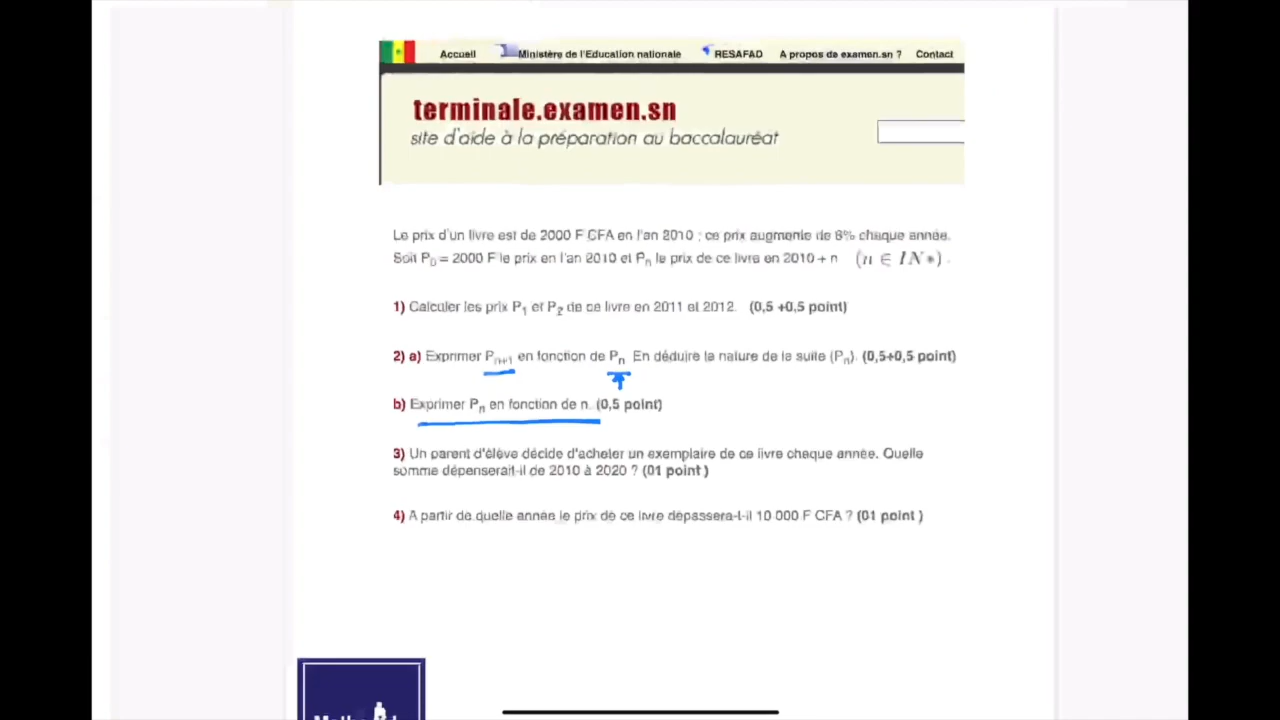 Accueil Ministère de l'Education nationale RESAFAD A propos de examen.sn ? Contact
terminale.examen.sn
site d'aide à la préparation au baccalauréat
Le prix d'un livre est de 2000 F CFA en l'an 2010 ; ce prix augmente de 8% chaque année.
Soit P0 = 2000 F le prix en l'an 2010 et Pn le prix de ce livre en 2010 + n (n ∈ IN*) .
1) Calculer les prix P1 et P2 de ce livre en 2011 et 2012. (0,5 +0,5 point)
2) a) Exprimer Pn+1 en fonction de Pn En déduire la nature de la suite (Pn). (0,5+0,5 point)
b) Exprimer Pn en fonction de n. (0,5 point)
3) Un parent d'élève décide d'acheter un exemplaire de ce livre chaque année. Quelle
somme dépenserait-il de 2010 à 2020 ? (01 point )
4) A partir de quelle année le prix de ce livre dépassera-t-il 10 000 F CFA ? (01 point )